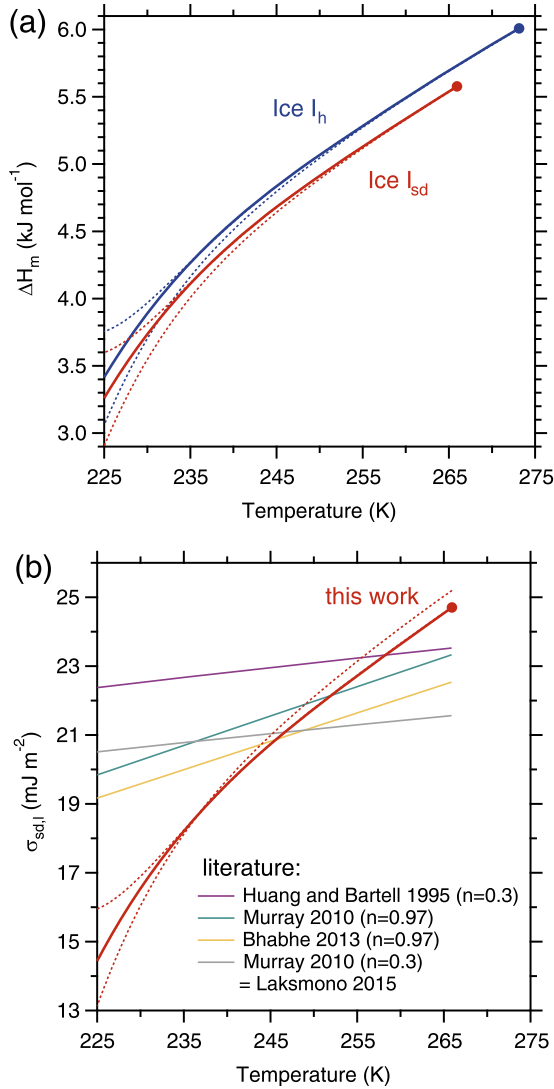 (a)
6.0
5.5
5.0
4.5
4.0
3.5
3.0
ΔHₘ (kJ mol⁻¹)
Ice Iₕ
Ice I_sd
225 235 245 255 265 275
Temperature (K)
(b)
25
23
21
19
17
15
13
σ_sd,l (mJ m⁻²)
this work
literature:
Huang and Bartell 1995 (n=0.3)
Murray 2010 (n=0.97)
Bhabhe 2013 (n=0.97)
Murray 2010 (n=0.3)
= Laksmono 2015
225 235 245 255 265 275
Temperature (K)